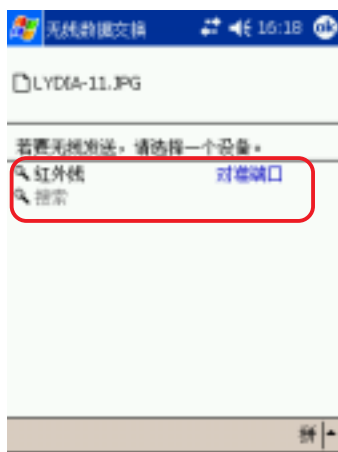 无线数据交换 16:18 ok
LYDIA-11.JPG
若要无线发送，请选择一个设备。
红外线 对准端口
搜索
拼